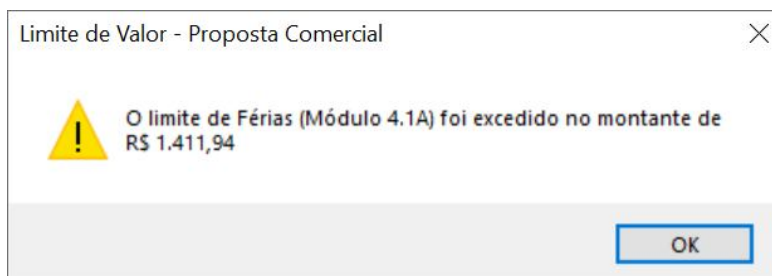 Limite de Valor - Proposta Comercial
O limite de Férias (Módulo 4.1A) foi excedido no montante de
R$ 1.411,94
OK